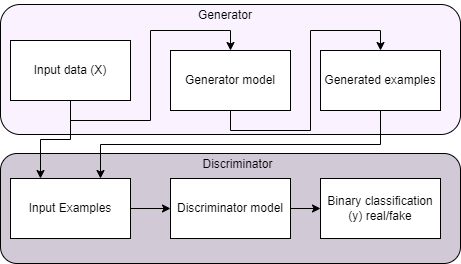 Generator
Input data (X)
Generator model
Generated examples
Discriminator
Input Examples
Discriminator model
Binary classification
(y) real/fake